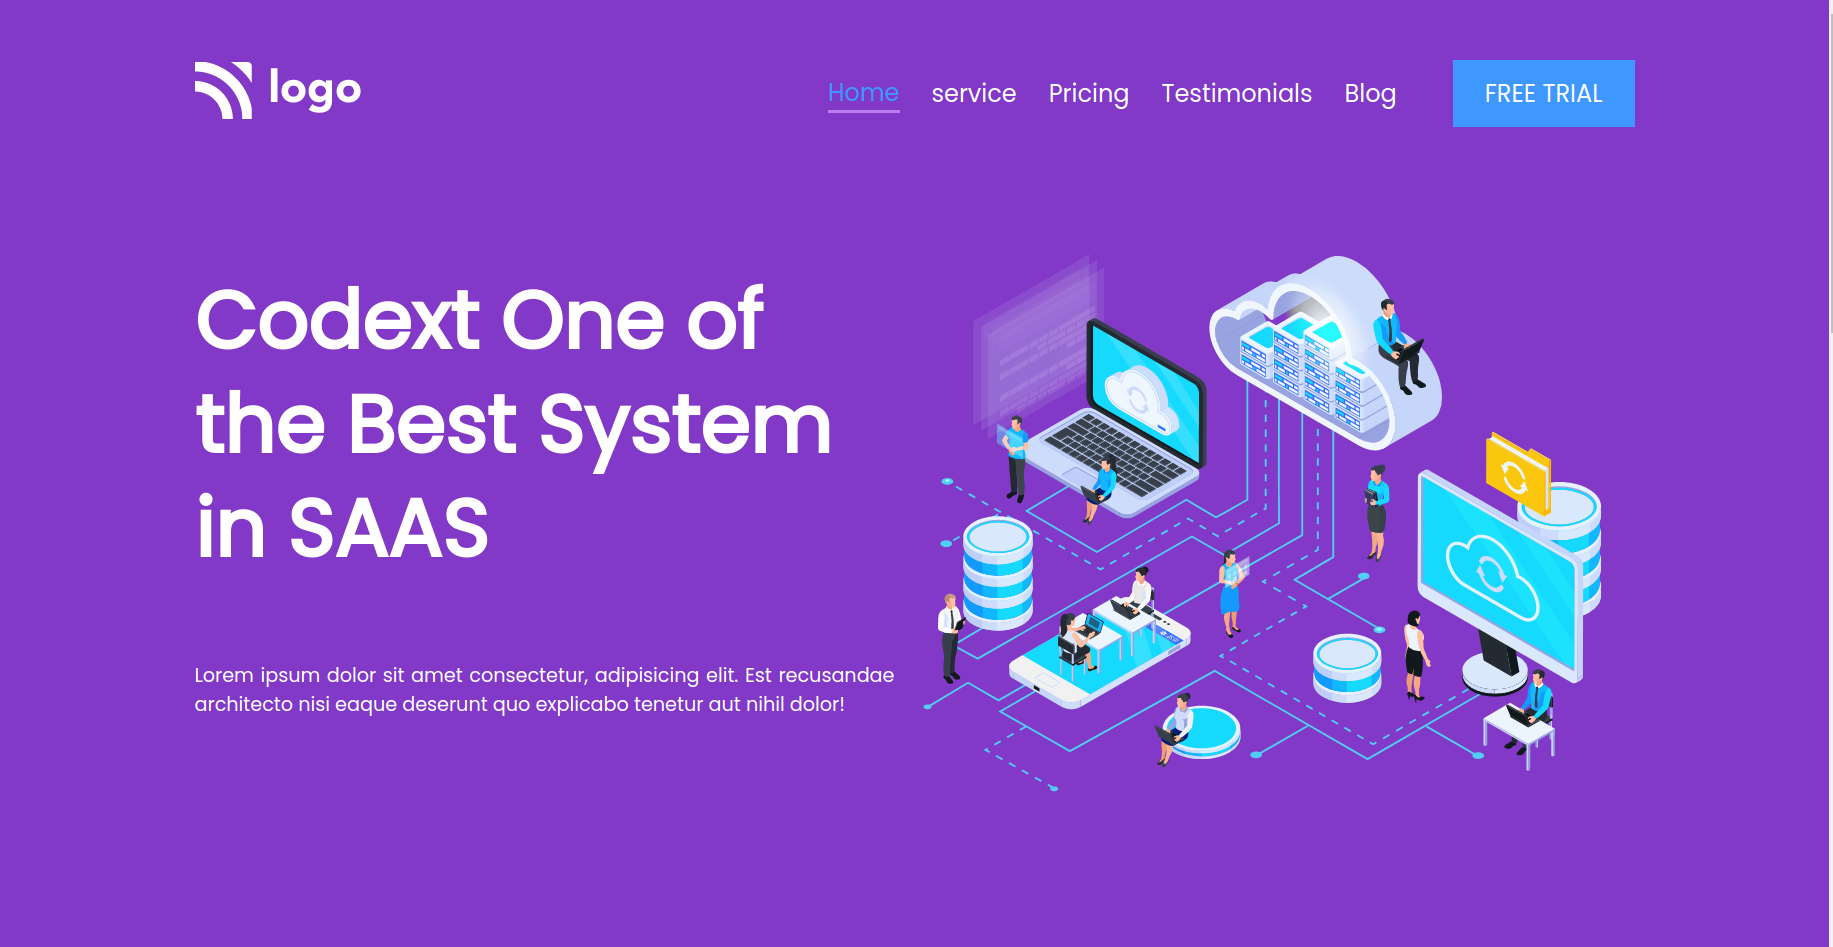 logo
Home service Pricing Testimonials Blog FREE TRIAL
Codext One of
the Best System
in SAAS
Lorem ipsum dolor sit amet consectetur, adipisicing elit. Est recusandae
architecto nisi eaque deserunt quo explicabo tenetur aut nihil dolor!